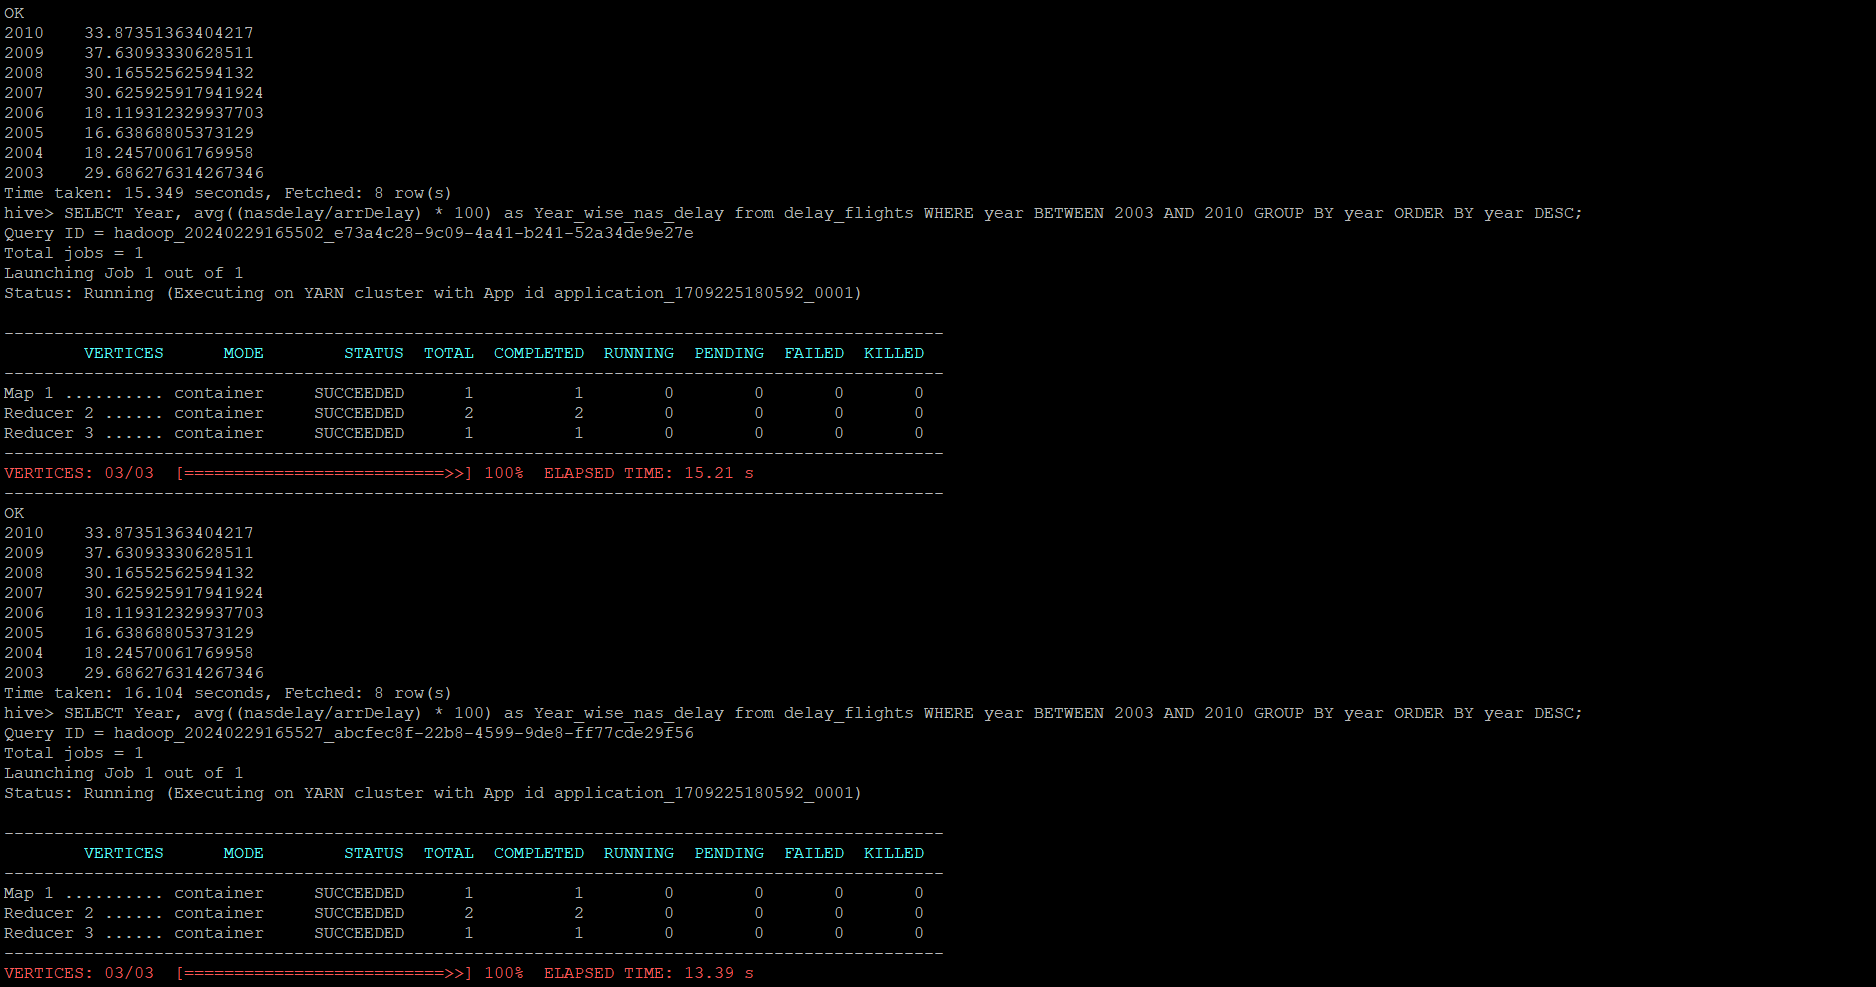 OK
2010    33.87351363404217
2009    37.63093330628511
2008    30.16552562594132
2007    30.625925917941924
2006    18.119312329937703
2005    16.63868805373129
2004    18.24570061769958
2003    29.686276314267346
Time taken: 15.349 seconds, Fetched: 8 row(s)
hive> SELECT Year, avg((nasdelay/arrDelay) * 100) as Year_wise_nas_delay from delay_flights WHERE year BETWEEN 2003 AND 2010 GROUP BY year ORDER BY year DESC;
Query ID = hadoop_20240229165502_e73a4c28-9c09-4a41-b241-52a34de9e27e
Total jobs = 1
Launching Job 1 out of 1
Status: Running (Executing on YARN cluster with App id application_1709225180592_0001)
----------------------------------------------------------------------------------------------
        VERTICES      MODE        STATUS  TOTAL  COMPLETED  RUNNING  PENDING  FAILED  KILLED
----------------------------------------------------------------------------------------------
Map 1 .......... container     SUCCEEDED      1          1        0        0       0       0
Reducer 2 ...... container     SUCCEEDED      2          2        0        0       0       0
Reducer 3 ...... container     SUCCEEDED      1          1        0        0       0       0
----------------------------------------------------------------------------------------------
VERTICES: 03/03  [==========================>>] 100%  ELAPSED TIME: 15.21 s
----------------------------------------------------------------------------------------------
OK
2010    33.87351363404217
2009    37.63093330628511
2008    30.16552562594132
2007    30.625925917941924
2006    18.119312329937703
2005    16.63868805373129
2004    18.24570061769958
2003    29.686276314267346
Time taken: 16.104 seconds, Fetched: 8 row(s)
hive> SELECT Year, avg((nasdelay/arrDelay) * 100) as Year_wise_nas_delay from delay_flights WHERE year BETWEEN 2003 AND 2010 GROUP BY year ORDER BY year DESC;
Query ID = hadoop_20240229165527_abcfec8f-22b8-4599-9de8-ff77cde29f56
Total jobs = 1
Launching Job 1 out of 1
Status: Running (Executing on YARN cluster with App id application_1709225180592_0001)
----------------------------------------------------------------------------------------------
        VERTICES      MODE        STATUS  TOTAL  COMPLETED  RUNNING  PENDING  FAILED  KILLED
----------------------------------------------------------------------------------------------
Map 1 .......... container     SUCCEEDED      1          1        0        0       0       0
Reducer 2 ...... container     SUCCEEDED      2          2        0        0       0       0
Reducer 3 ...... container     SUCCEEDED      1          1        0        0       0       0
----------------------------------------------------------------------------------------------
VERTICES: 03/03  [==========================>>] 100%  ELAPSED TIME: 13.39 s